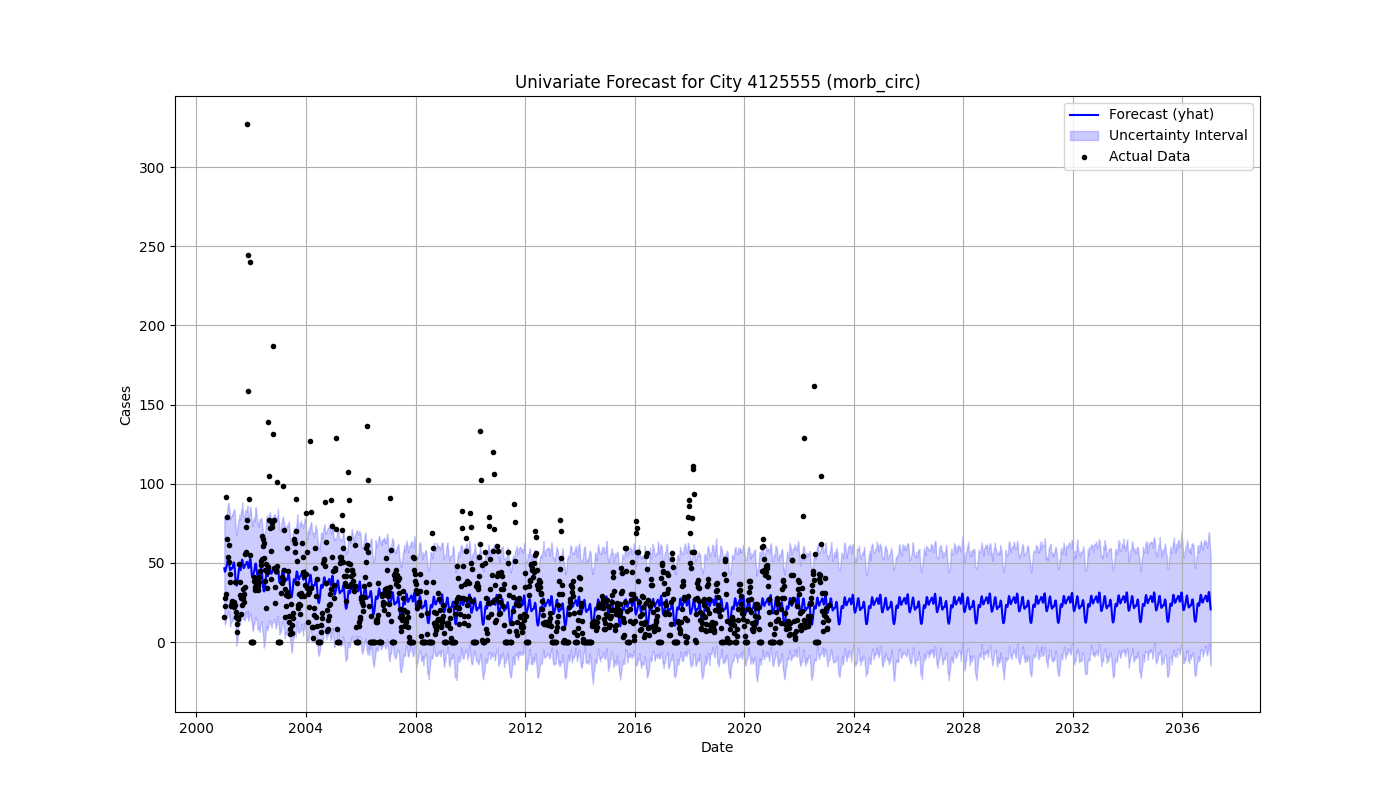 Univariate Forecast for City 4125555 (morb_circ)
Forecast (yhat)
Uncertainty Interval
Actual Data
300
250
200
150
100
50
0
Cases
2000 2004 2008 2012 2016 2020 2024 2028 2032 2036
Date